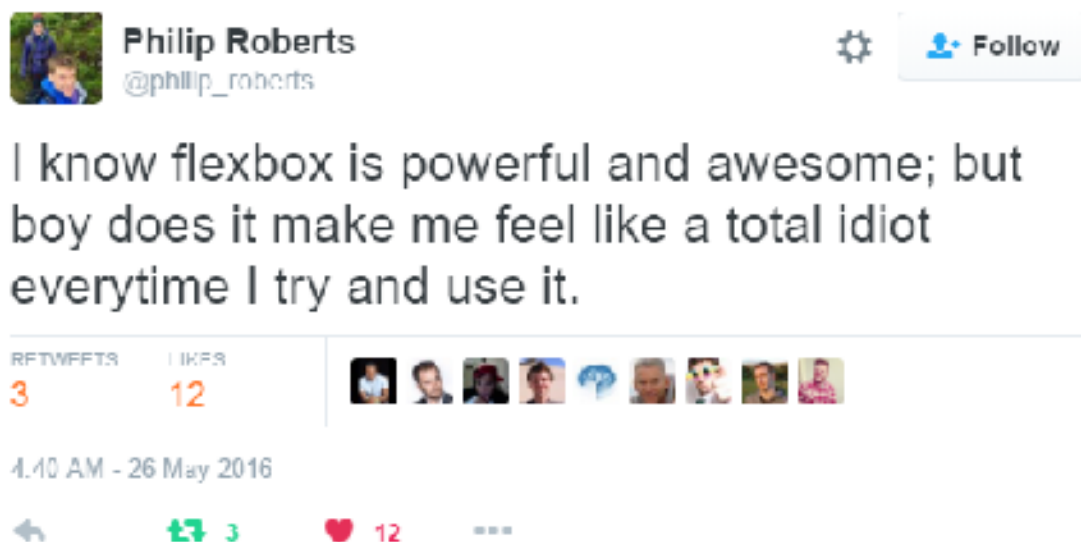 Philip Roberts
@philip_roberts
Follow
I know flexbox is powerful and awesome; but
boy does it make me feel like a total idiot
everytime I try and use it.
RETWEETS LIKES
3 12
4:40 AM - 26 May 2016
3 12